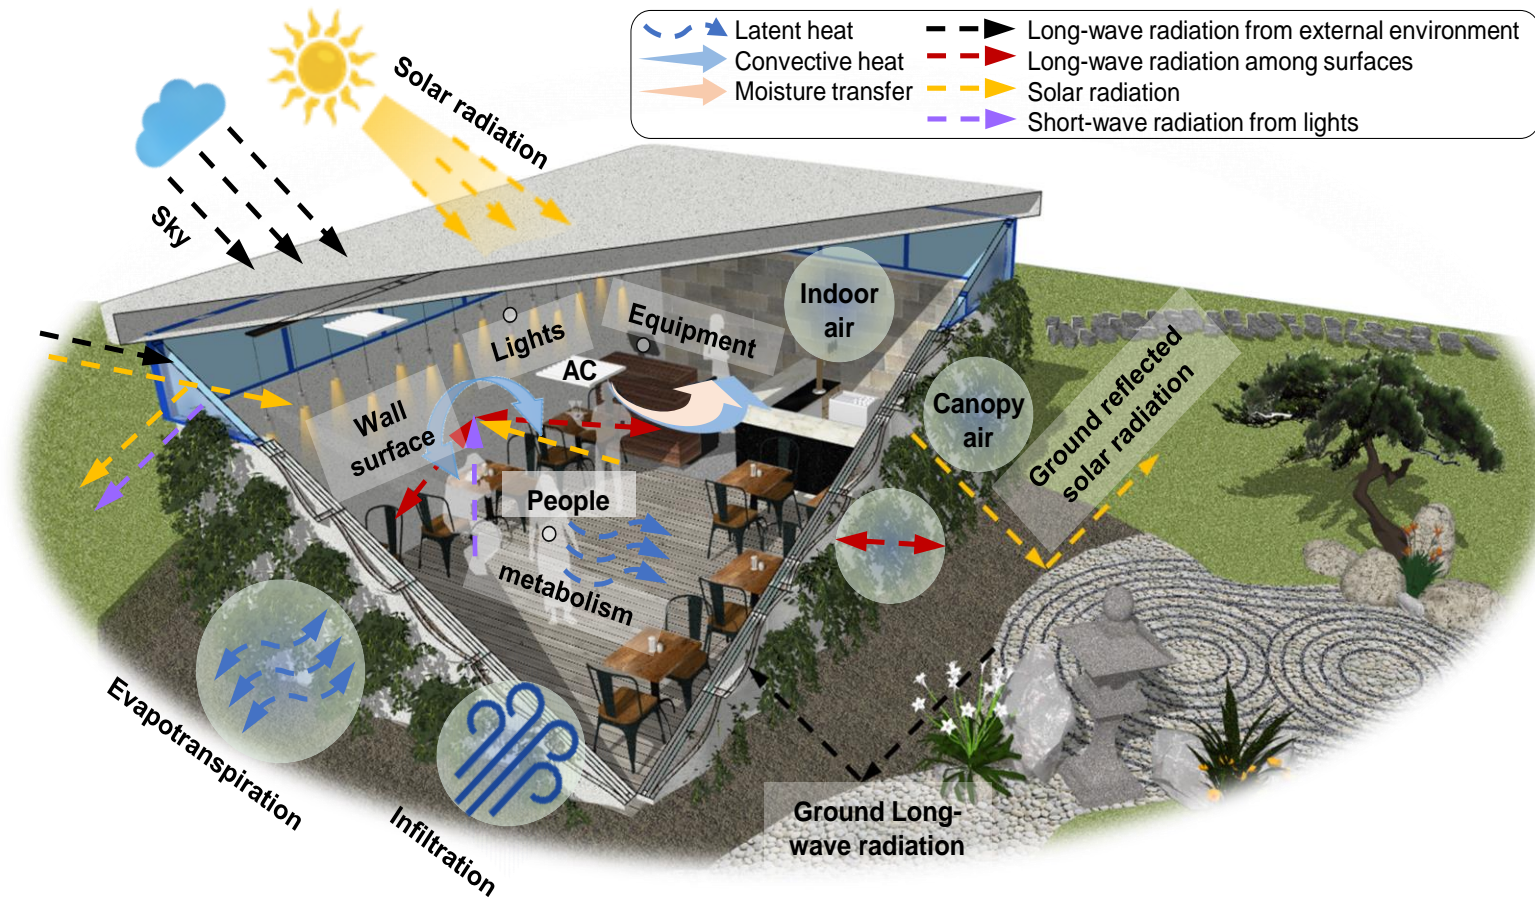 Latent heat
Convective heat
Moisture transfer
Long-wave radiation from external environment
Long-wave radiation among surfaces
Solar radiation
Short-wave radiation from lights
Solar radiation
Sky
Indoor
air
Equipment
Lights
AC
Wall
surface
Canopy
air
Ground reflected
solar radiation
People
metabolism
Evapotranspiration
Infiltration
Ground Long-
wave radiation